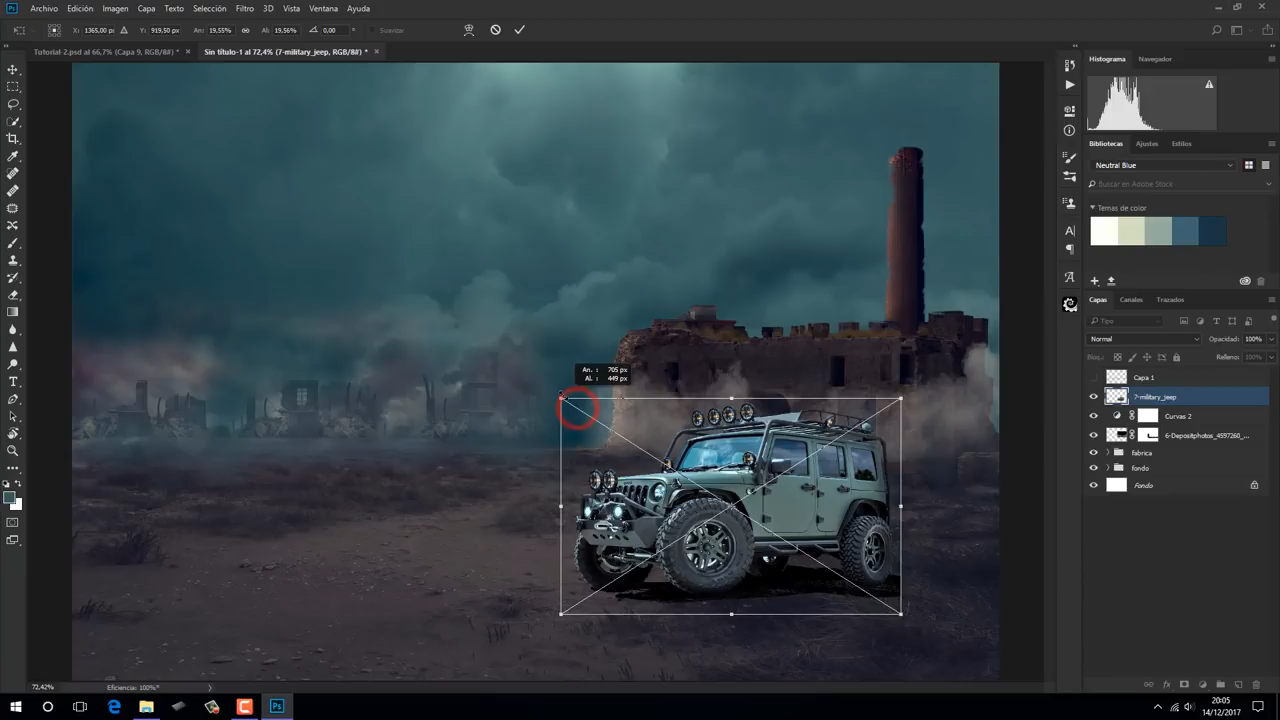 Ps Archivo Edición Imagen Capa Texto Selección Filtro 3D Vista Ventana Ayuda
X: 1365,00 px Y: 919,50 px An: 19,55% Al: 19,56% 0,00 ° Suavizar
Tutorial-2.psd al 66,7% (Capa 9, RGB/8#) * × Sin título-1 al 72,4% (7-military_jeep, RGB/8#) * ×
Histograma Navegador
Bibliotecas Ajustes Estilos
Neutral Blue
Buscar en Adobe Stock
Temas de color
Capas Canales Trazados
Tipo
Normal Opacidad: 100%
Bloq.: Relleno: 100%
Capa 1
7-military_jeep
Curvas 2
6-Depositphotos_4597260_...
fabrica
fondo
Fondo
An. : 705 px
Al. : 449 px
72,42% Eficiencia: 100%*
Ps
20:05
14/12/2017